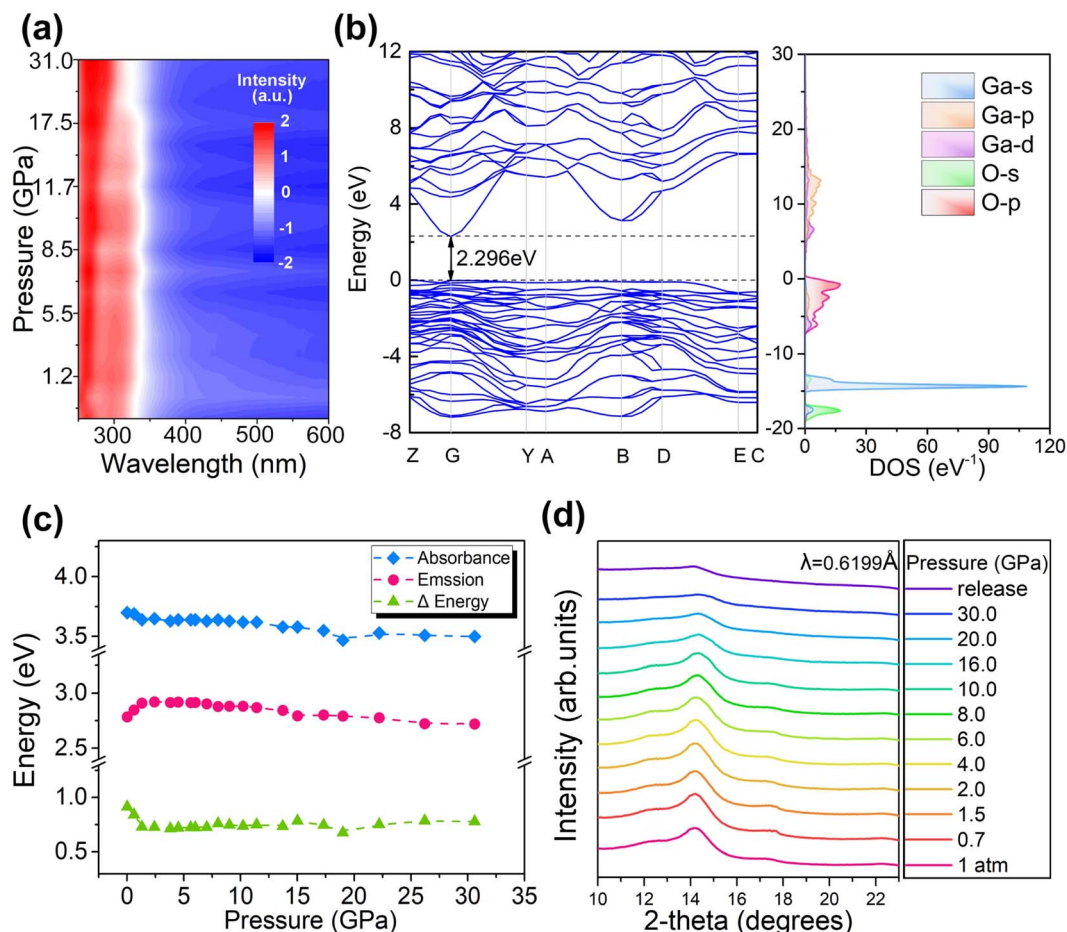 (a)
31.0
17.5
11.7
8.5
5.5
1.2
Pressure (GPa)
Intensity
(a.u.)
2
1
0
-1
-2
300 400 500 600
Wavelength (nm)
(b)
12
8
4
0
-4
-8
Energy (eV)
2.296eV
Z G Y A B D E C
30
20
10
0
-10
-20
Ga-s
Ga-p
Ga-d
O-s
O-p
0 30 60 90 120
DOS (eV-1)
(c)
4.0
3.5
3.0
2.5
1.0
0.5
Energy (eV)
Absorbance
Emssion
Δ Energy
0 5 10 15 20 25 30 35
Pressure (GPa)
(d)
λ=0.6199Å
Intensity (arb.units)
10 12 14 16 18 20 22
2-theta (degrees)
Pressure (GPa)
release
30.0
20.0
16.0
10.0
8.0
6.0
4.0
2.0
1.5
0.7
1 atm